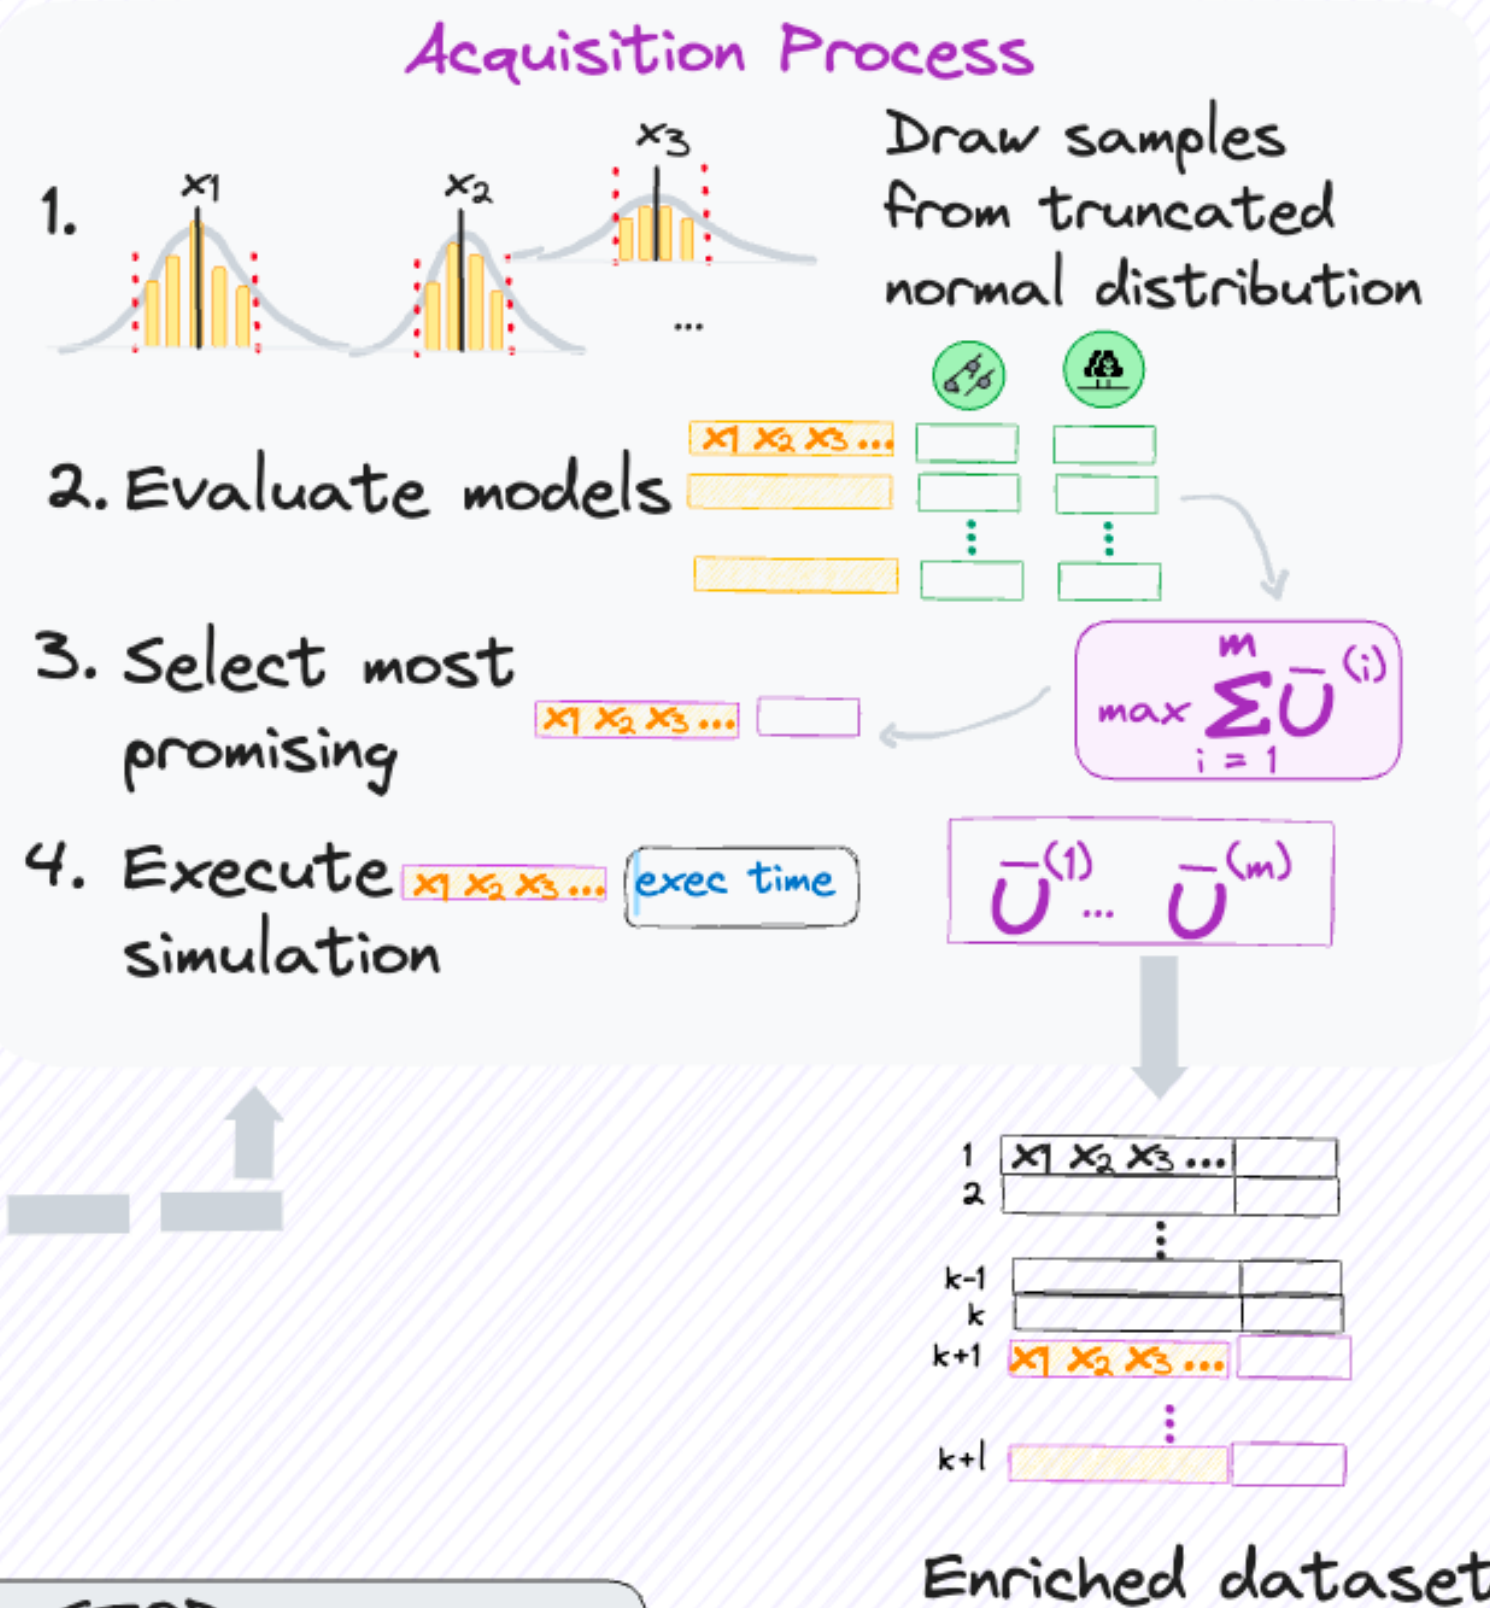 Acquisition Process
1.
x1
x2
x3
...
Draw samples
from truncated
normal distribution
2. Evaluate models
x1 x2 x3 ...
3. Select most
promising
x1 x2 x3 ...
max m Σ i = 1 Ū (i)
4. Execute
simulation
x1 x2 x3 ...
exec time
Ū (1) ... Ū (m)
1 x1 x2 x3 ...
2
k-1
k
k+1 x1 x2 x3 ...
k+l
Enriched dataset